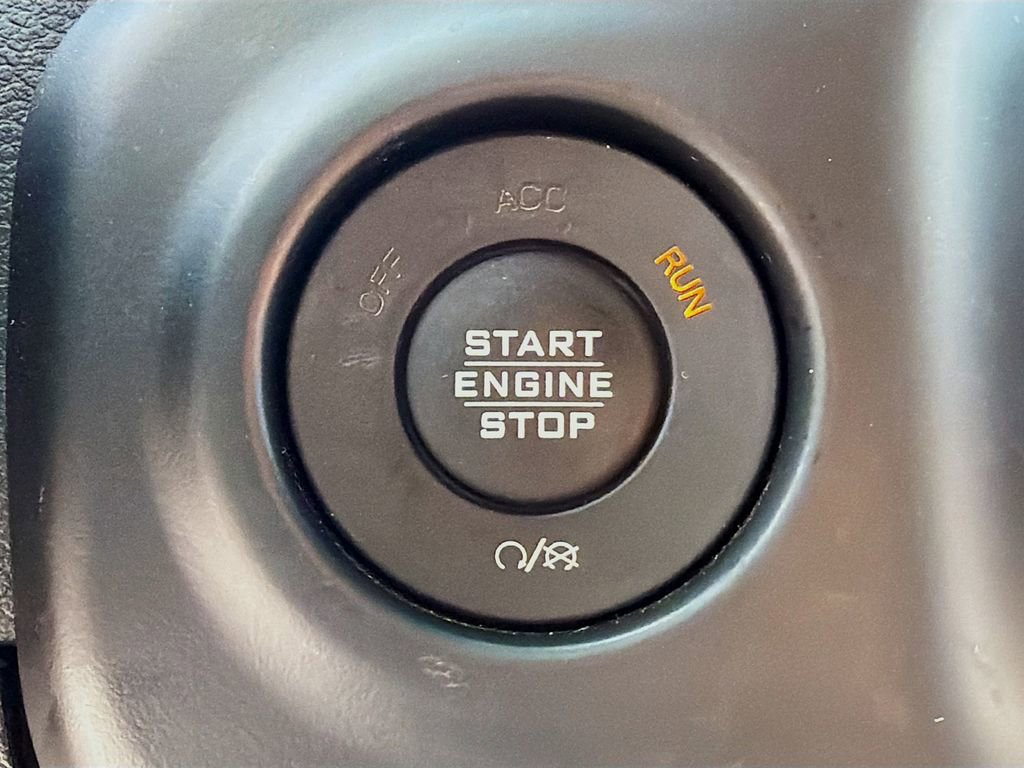 ACC
OFF
RUN
START
ENGINE
STOP